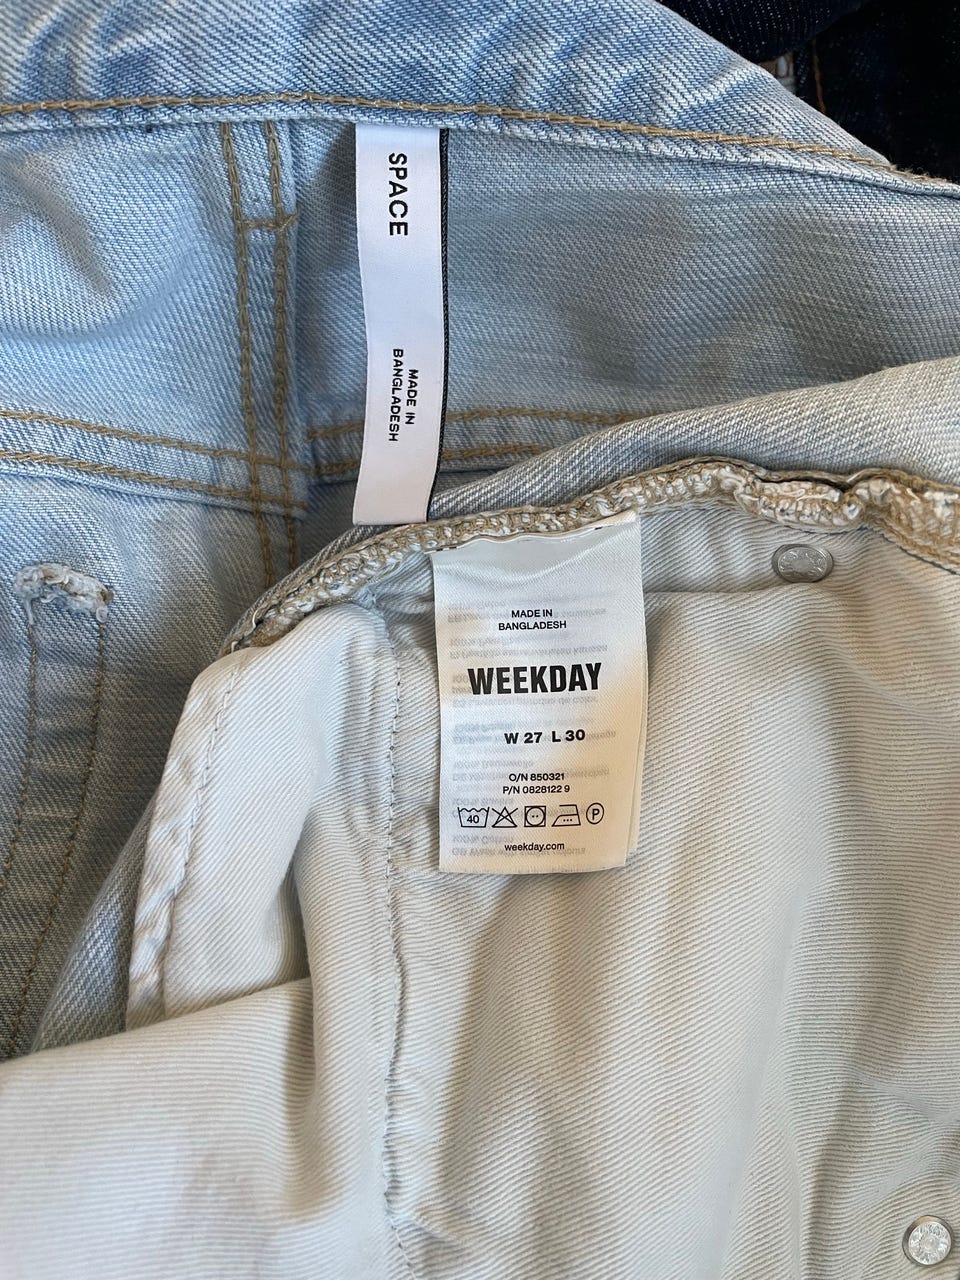 SPACE
MADE IN
BANGLADESH
MADE IN
BANGLADESH
WEEKDAY
W 27 L 30
O/N 850321
P/N 0828122 9
40
P
weekday.com